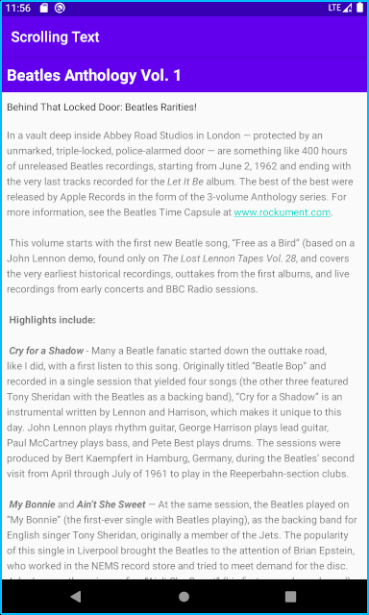 11:56
LTE
Scrolling Text
Beatles Anthology Vol. 1
Behind That Locked Door: Beatles Rarities!
In a vault deep inside Abbey Road Studios in London — protected by an
unmarked, triple-locked, police-alarmed door — are something like 400 hours
of unreleased Beatles recordings, starting from June 2, 1962 and ending with
the very last tracks recorded for the Let It Be album. The best of the best were
released by Apple Records in the form of the 3-volume Anthology series. For
more information, see the Beatles Time Capsule at www.rockument.com.
This volume starts with the first new Beatle song, “Free as a Bird” (based on a
John Lennon demo, found only on The Lost Lennon Tapes Vol. 28, and covers
the very earliest historical recordings, outtakes from the first albums, and live
recordings from early concerts and BBC Radio sessions.
Highlights include:
Cry for a Shadow - Many a Beatle fanatic started down the outtake road,
like I did, with a first listen to this song. Originally titled “Beatle Bop” and
recorded in a single session that yielded four songs (the other three featured
Tony Sheridan with the Beatles as a backing band), “Cry for a Shadow” is an
instrumental written by Lennon and Harrison, which makes it unique to this
day. John Lennon plays rhythm guitar, George Harrison plays lead guitar,
Paul McCartney plays bass, and Pete Best plays drums. The sessions were
produced by Bert Kaempfert in Hamburg, Germany, during the Beatles’ second
visit from April through July of 1961 to play in the Reeperbahn-section clubs.
My Bonnie and Ain’t She Sweet — At the same session, the Beatles played on
“My Bonnie” (the first-ever single with Beatles playing), as the backing band for
English singer Tony Sheridan, originally a member of the Jets. The popularity
of this single in Liverpool brought the Beatles to the attention of Brian Epstein,
who worked in the NEMS record store and tried to meet demand for the disc.